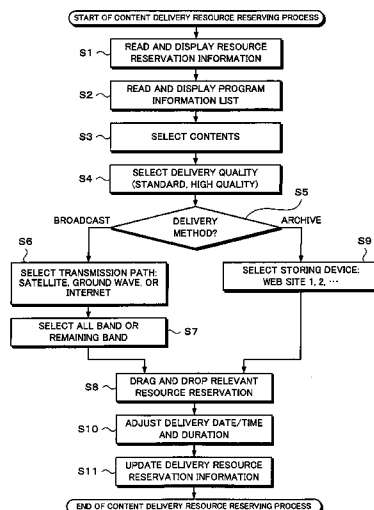 START OF CONTENT DELIVERY RESOURCE RESERVING PROCESS
S1
READ AND DISPLAY RESOURCE
RESERVATION INFORMATION
S2
READ AND DISPLAY PROGRAM
INFORMATION LIST
S3
SELECT CONTENTS
S4
SELECT DELIVERY QUALITY
(STANDARD, HIGH QUALITY)
S5
BROADCAST
DELIVERY
METHOD?
ARCHIVE
S6
SELECT TRANSMISSION PATH:
SATELLITE, GROUND WAVE, OR
INTERNET
S9
SELECT STORING DEVICE:
WEB SITE 1, 2, ···
SELECT ALL BAND OR
REMAINING BAND
S7
S8
DRAG AND DROP RELEVANT
RESOURCE RESERVATION
S10
ADJUST DELIVERY DATE/TIME
AND DURATION
S11
UPDATE DELIVERY RESOURCE
RESERVATION INFORMATION
END OF CONTENT DELIVERY RESOURCE RESERVING PROCESS